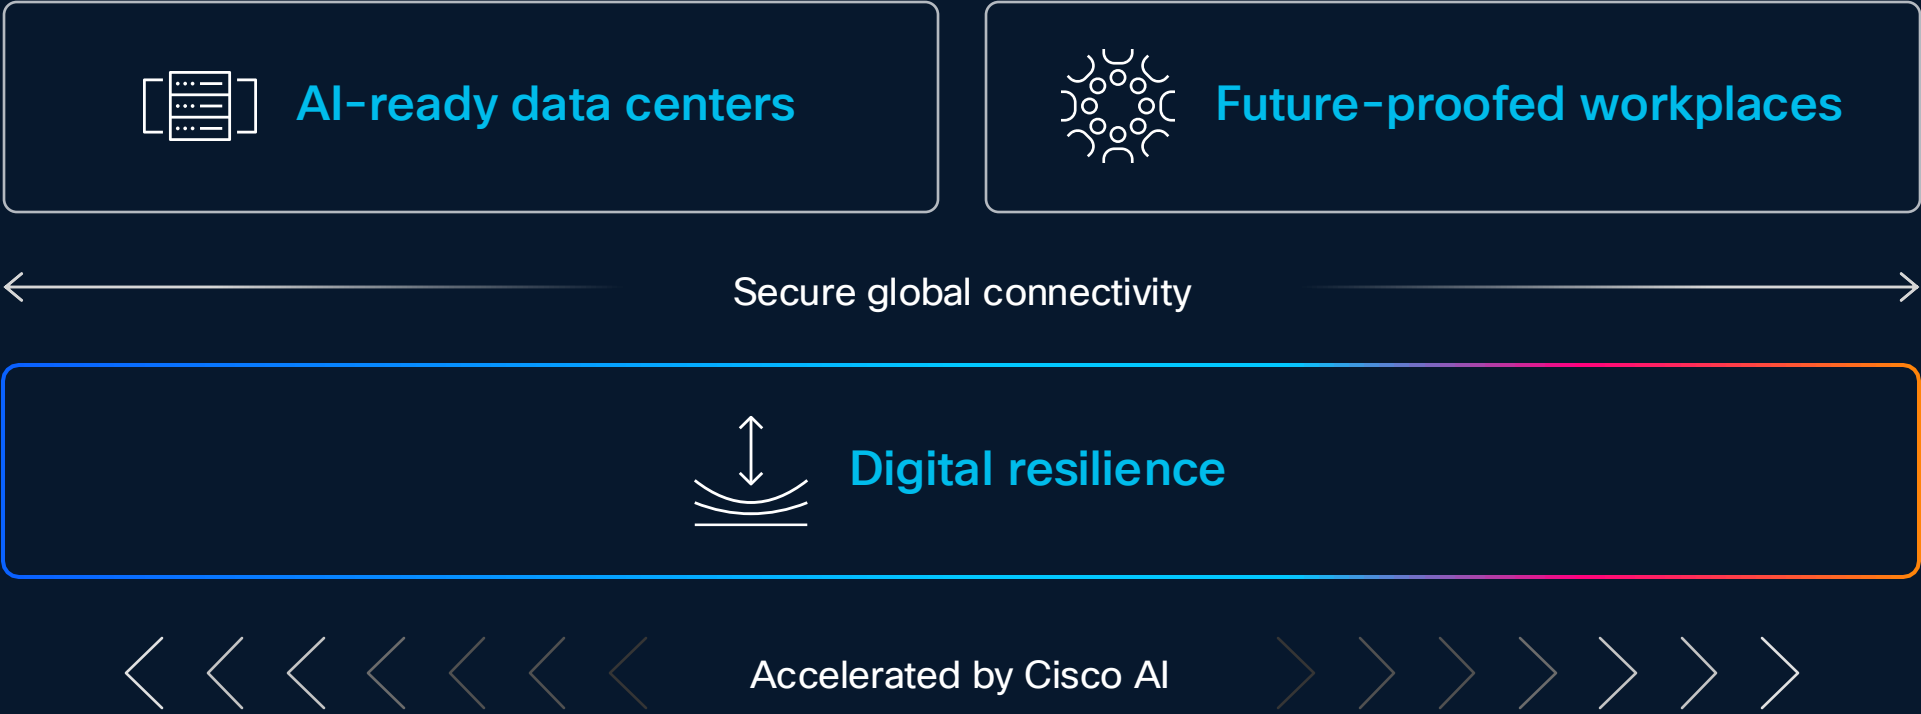 AI-ready data centers
Future-proofed workplaces
Secure global connectivity
Digital resilience
Accelerated by Cisco AI